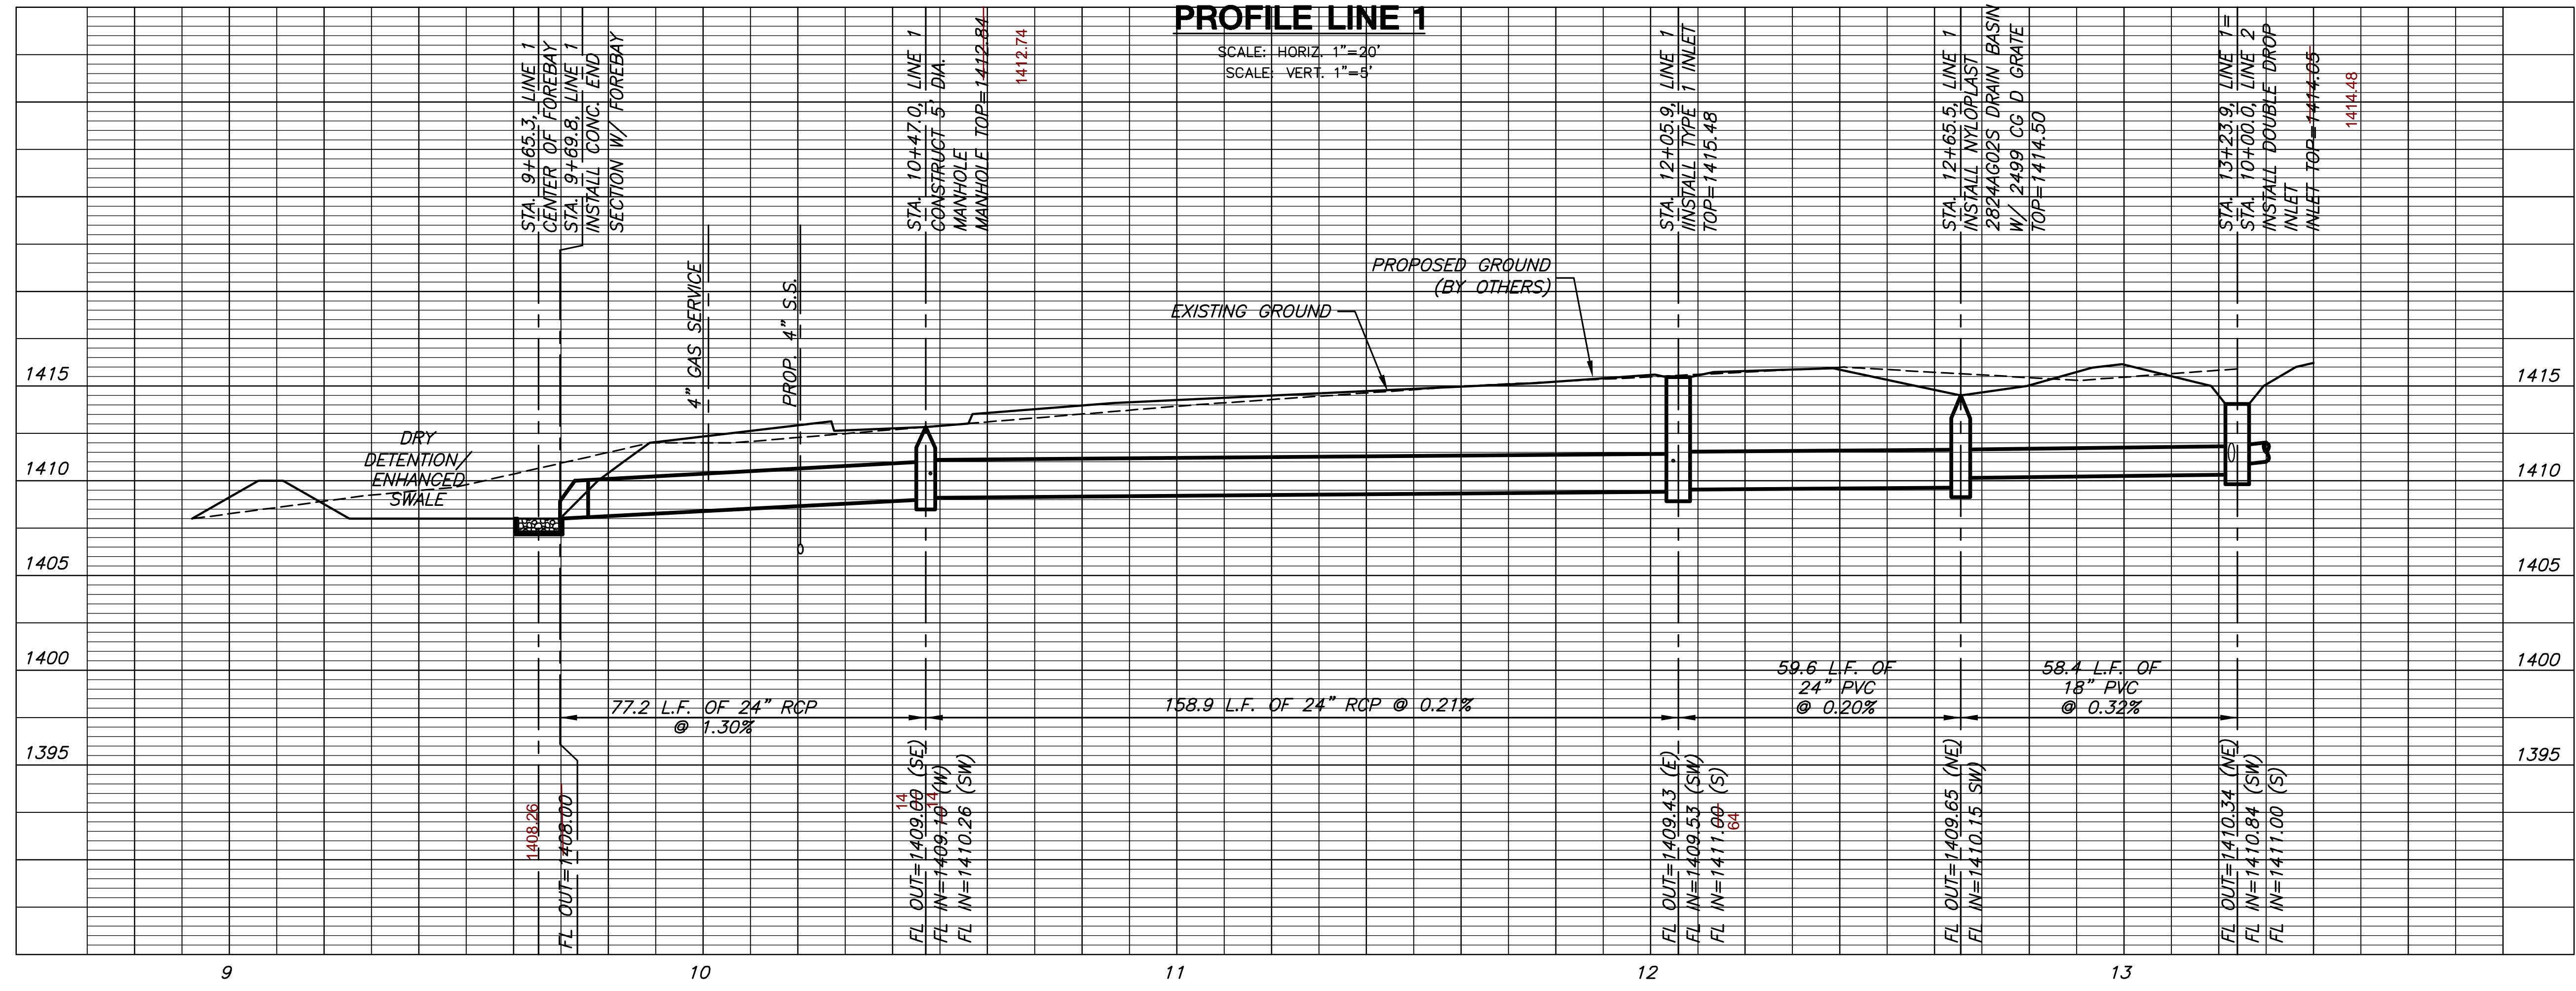 PROFILE LINE 1
SCALE: HORIZ. 1"=20'
SCALE: VERT. 1"=5'
STA. 9+65.3, LINE 1
CENTER OF FOREBAY
STA. 9+69.8, LINE 1
INSTALL CONC. END
SECTION W/ FOREBAY
4" GAS SERVICE
PROP. 4" S.S.
STA. 10+47.0, LINE 1
CONSTRUCT 5' DIA.
MANHOLE
MANHOLE TOP=1412.84
1412.74
STA. 12+05.9, LINE 1
IINSTALL TYPE 1 INLET
TOP=1415.48
STA. 12+65.5, LINE 1
INSTALL NYLOPLAST
2824AG02S DRAIN BASIN
W/ 2499 CG D GRATE
TOP=1414.50
STA. 13+23.9, LINE 1=
STA. 10+00.0, LINE 2
INSTALL DOUBLE DROP
INLET
INLET TOP=1414.05
1414.48
PROPOSED GROUND
(BY OTHERS)
EXISTING GROUND
1415
1415
DRY
DETENTION/
ENHANCED
SWALE
1410
1410
1405
1405
1400
1400
1395
1395
77.2 L.F. OF 24" RCP
@ 1.30%
158.9 L.F. OF 24" RCP @ 0.21%
59.6 L.F. OF
24" PVC
@ 0.20%
58.4 L.F. OF
18" PVC
@ 0.32%
1408.26
FL OUT=1408.00
14
FL OUT=1409.00 (SE)
14
FL IN=1409.10 (W)
FL IN=1410.26 (SW)
FL OUT=1409.43 (E)
FL IN=1409.53 (SW)
FL IN=1411.00 (S)
64
FL OUT=1409.65 (NE)
FL IN=1410.15 SW)
FL OUT=1410.34 (NE)
FL IN=1410.84 (SW)
FL IN=1411.00 (S)
9
10
11
12
13